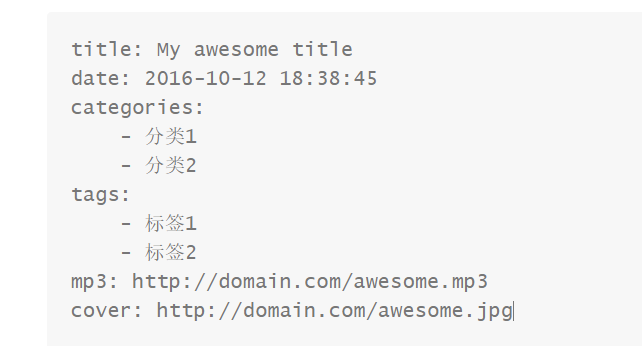 title: My awesome title
date: 2016-10-12 18:38:45
categories:
    - 分类1
    - 分类2
tags:
    - 标签1
    - 标签2
mp3: http://domain.com/awesome.mp3
cover: http://domain.com/awesome.jpg